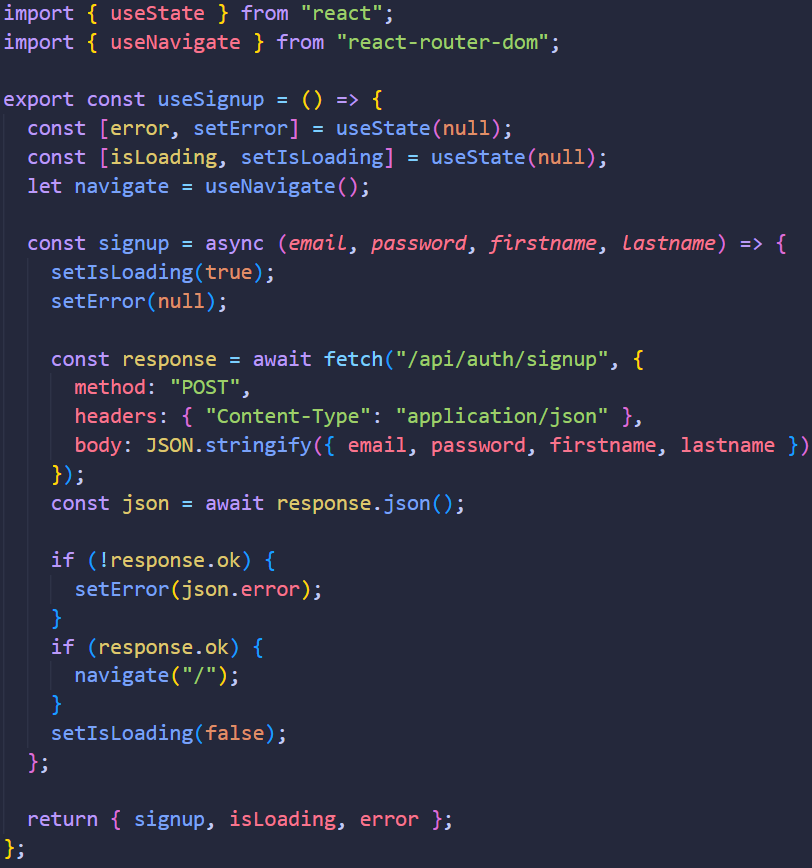 import { useState } from "react";
import { useNavigate } from "react-router-dom";

export const useSignup = () => {
  const [error, setError] = useState(null);
  const [isLoading, setIsLoading] = useState(null);
  let navigate = useNavigate();

  const signup = async (email, password, firstname, lastname) => {
    setIsLoading(true);
    setError(null);

    const response = await fetch("/api/auth/signup", {
      method: "POST",
      headers: { "Content-Type": "application/json" },
      body: JSON.stringify({ email, password, firstname, lastname })
    });
    const json = await response.json();

    if (!response.ok) {
      setError(json.error);
    }
    if (response.ok) {
      navigate("/");
    }
    setIsLoading(false);
  };

  return { signup, isLoading, error };
};